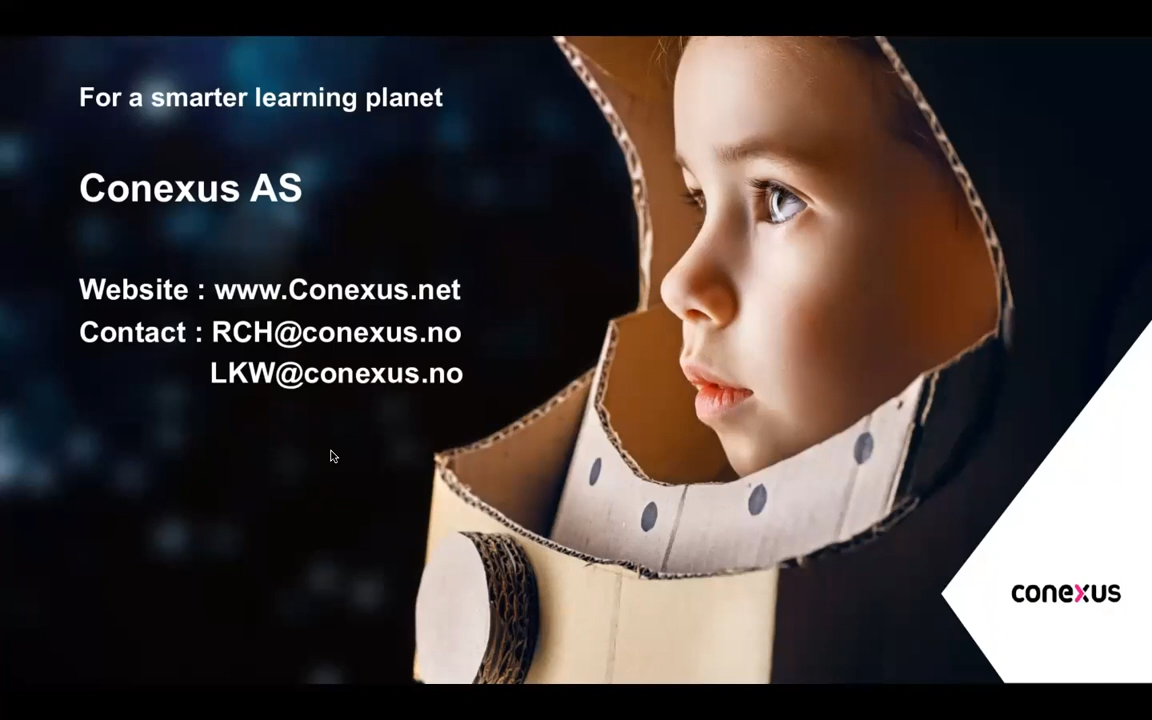 For a smarter learning planet
Conexus AS
Website : www.Conexus.net
Contact : RCH@conexus.no
LKW@conexus.no
conexus